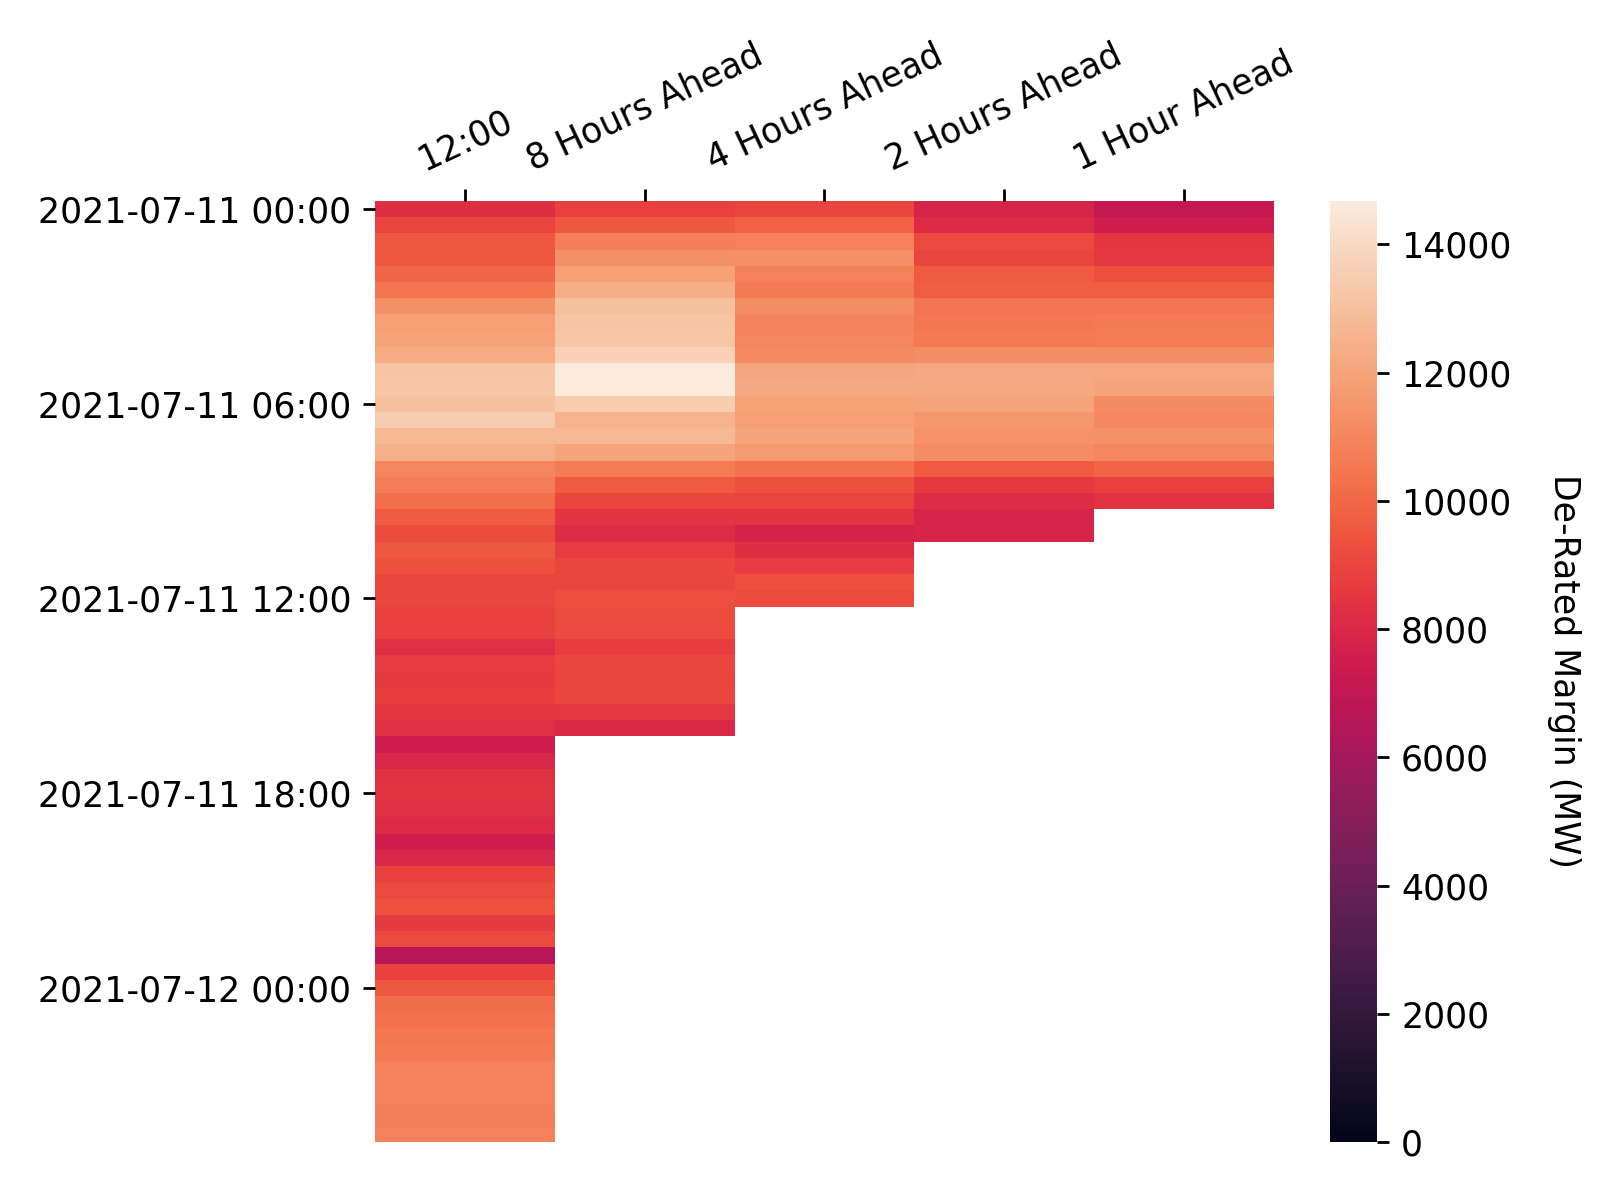 12:00
8 Hours Ahead
4 Hours Ahead
2 Hours Ahead
1 Hour Ahead
2021-07-11 00:00
2021-07-11 06:00
2021-07-11 12:00
2021-07-11 18:00
2021-07-12 00:00
14000
12000
10000
8000
6000
4000
2000
0
De-Rated Margin (MW)